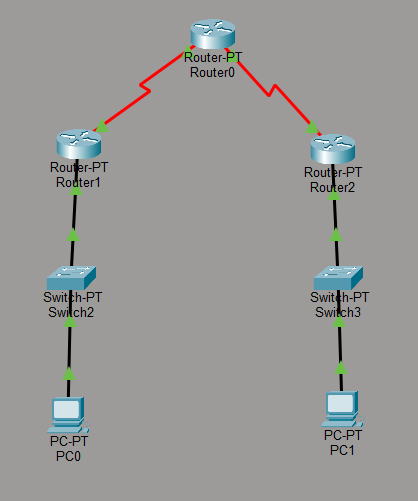 Router-PT
Router0
Router-PT
Router1
Router-PT
Router2
Switch-PT
Switch2
Switch-PT
Switch3
PC-PT
PC0
PC-PT
PC1